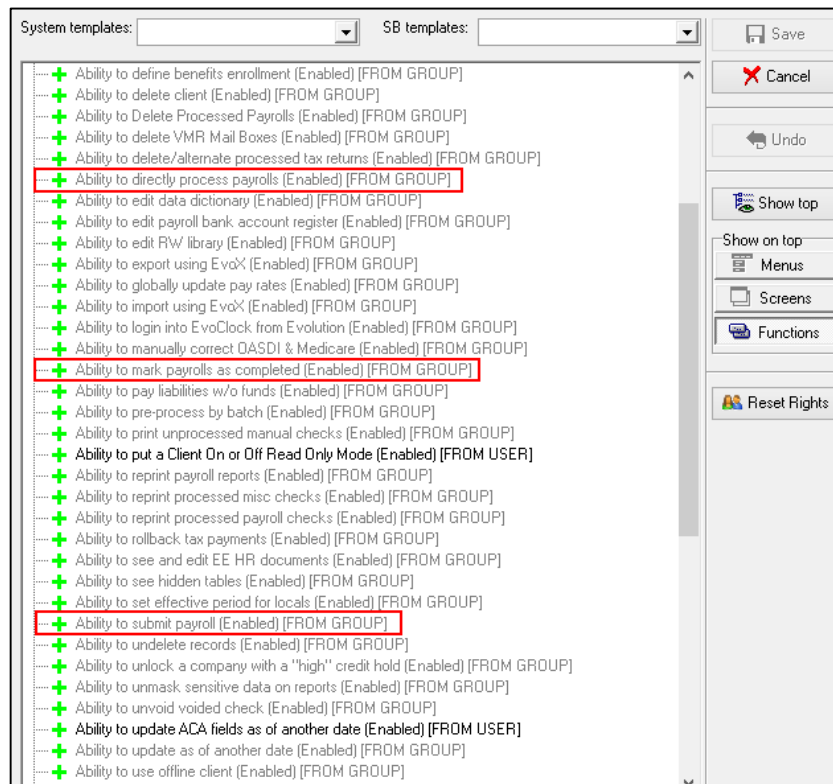 System templates:
SB templates:
Ability to define benefits enrollment (Enabled) [FROM GROUP]
Ability to delete client (Enabled) [FROM GROUP]
Ability to Delete Processed Payrolls (Enabled) [FROM GROUP]
Ability to delete VMR Mail Boxes (Enabled) [FROM GROUP]
Ability to delete/alternate processed tax returns (Enabled) [FROM GROUP]
Ability to directly process payrolls (Enabled) [FROM GROUP]
Ability to edit data dictionary (Enabled) [FROM GROUP]
Ability to edit payroll bank account register (Enabled) [FROM GROUP]
Ability to edit RW library (Enabled) [FROM GROUP]
Ability to export using EvoX (Enabled) [FROM GROUP]
Ability to globally update pay rates (Enabled) [FROM GROUP]
Ability to import using EvoX (Enabled) [FROM GROUP]
Ability to login into EvoClock from Evolution (Enabled) [FROM GROUP]
Ability to manually correct OASDI & Medicare (Enabled) [FROM GROUP]
Ability to mark payrolls as completed (Enabled) [FROM GROUP]
Ability to pay liabilities w/o funds (Enabled) [FROM GROUP]
Ability to pre-process by batch (Enabled) [FROM GROUP]
Ability to print unprocessed manual checks (Enabled) [FROM GROUP]
Ability to put a Client On or Off Read Only Mode (Enabled) [FROM USER]
Ability to reprint payroll reports (Enabled) [FROM GROUP]
Ability to reprint processed misc checks (Enabled) [FROM GROUP]
Ability to reprint processed payroll checks (Enabled) [FROM GROUP]
Ability to rollback tax payments (Enabled) [FROM GROUP]
Ability to see and edit EE HR documents (Enabled) [FROM GROUP]
Ability to see hidden tables (Enabled) [FROM GROUP]
Ability to set effective period for locals (Enabled) [FROM GROUP]
Ability to submit payroll (Enabled) [FROM GROUP]
Ability to undelete records (Enabled) [FROM GROUP]
Ability to unlock a company with a "high" credit hold (Enabled) [FROM GROUP]
Ability to unmask sensitive data on reports (Enabled) [FROM GROUP]
Ability to unvoid voided check (Enabled) [FROM GROUP]
Ability to update ACA fields as of another date (Enabled) [FROM USER]
Ability to update as of another date (Enabled) [FROM GROUP]
Ability to use offline client (Enabled) [FROM GROUP]
Save
Cancel
Undo
Show top
Show on top
Menus
Screens
Functions
Reset Rights